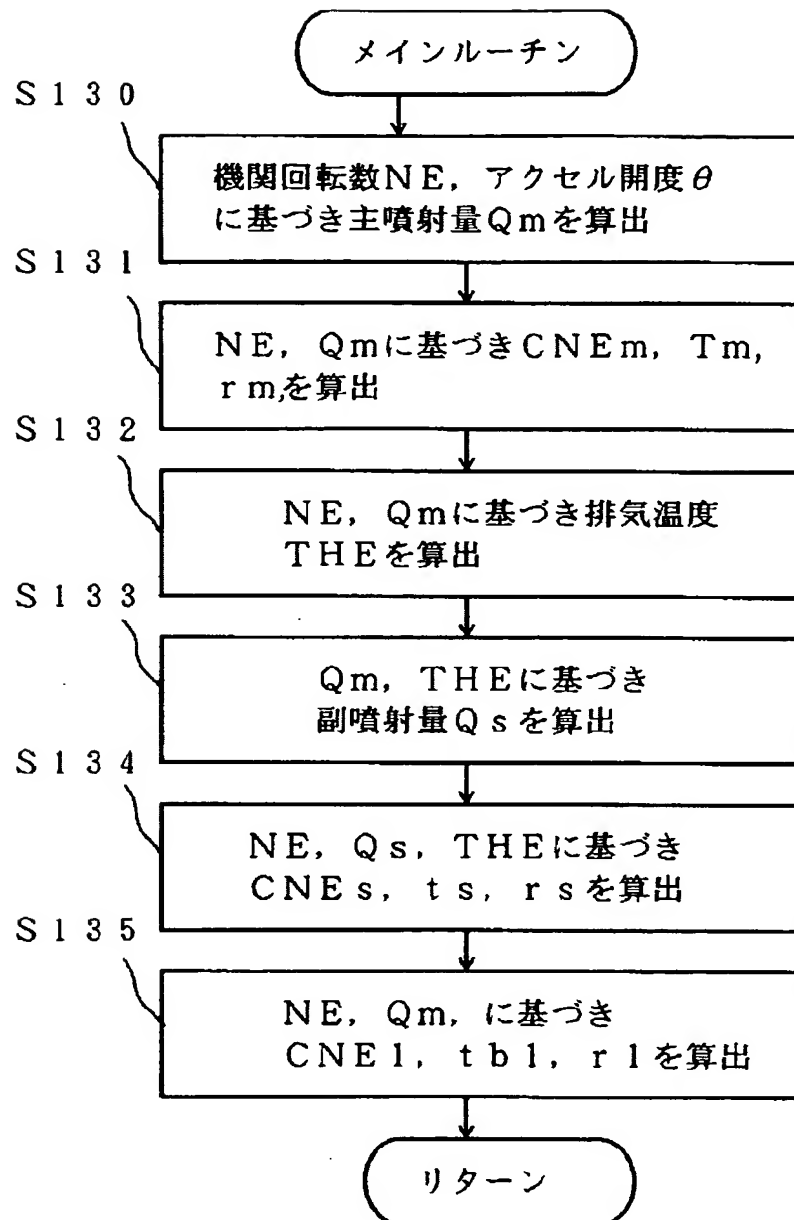 メインルーチン
S130
機関回転数NE，アクセル開度θ
に基づき主噴射量Qmを算出
S131
NE，Qmに基づきCNEm，Tm，
rm,を算出
S132
NE，Qmに基づき排気温度
THEを算出
S133
Qm，THEに基づき
副噴射量Qsを算出
S134
NE，Qs，THEに基づき
CNEs，ts，rsを算出
S135
NE，Qm，に基づき
CNE1，tb1，r1を算出
リターン